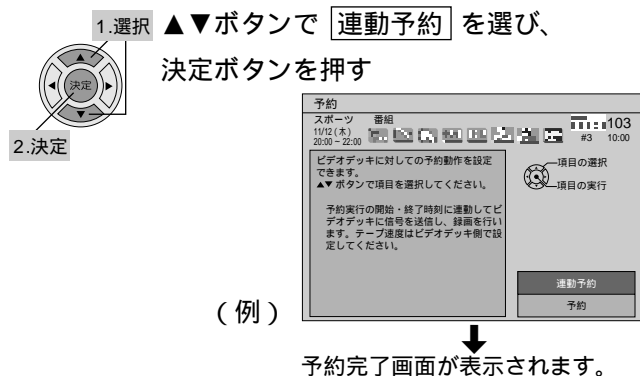 1.選択 ▲▼ボタンで 連動予約 を選び、
決定ボタンを押す
決定
2.決定
予約
スポーツ 番組
11/12 (木)
20:00 – 22:00
103
#3 10:00
ビデオデッキに対しての予約動作を設定
できます。
▲▼ ボタンで項目を選択してください。
予約実行の開始・終了時刻に連動してビ
デオデッキに信号を送信し、録画を行い
ます。テープ速度はビデオデッキ側で設
定してください。
項目の選択
項目の実行
連動予約
予約
(例)
予約完了画面が表示されます。